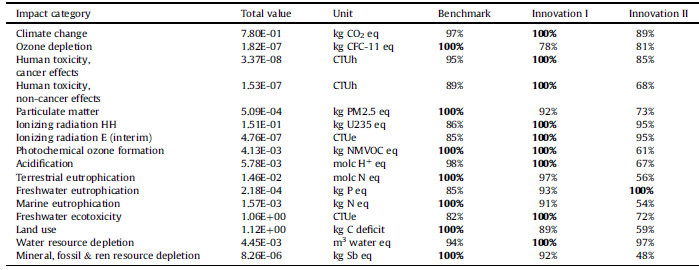 Impact category Total value Unit Benchmark Innovation I Innovation II
Climate change 7.80E-01 kg CO₂ eq 97% 100% 89%
Ozone depletion 1.82E-07 kg CFC-11 eq 100% 78% 81%
Human toxicity, 3.37E-08 CTUh 95% 100% 85%
cancer effects
Human toxicity, 1.53E-07 CTUh 89% 100% 68%
non-cancer effects
Particulate matter 5.09E-04 kg PM2.5 eq 100% 92% 73%
Ionizing radiation HH 1.51E-01 kg U235 eq 86% 100% 95%
Ionizing radiation E (interim) 4.76E-07 CTUe 85% 100% 95%
Photochemical ozone formation 4.13E-03 kg NMVOC eq 100% 100% 61%
Acidification 5.78E-03 molc H⁺ eq 98% 100% 67%
Terrestrial eutrophication 1.46E-02 molc N eq 100% 97% 56%
Freshwater eutrophication 2.18E-04 kg P eq 85% 93% 100%
Marine eutrophication 1.57E-03 kg N eq 100% 91% 54%
Freshwater ecotoxicity 1.06E+00 CTUe 82% 100% 72%
Land use 1.12E+00 kg C deficit 100% 89% 59%
Water resource depletion 4.45E-03 m³ water eq 94% 100% 97%
Mineral, fossil & ren resource depletion 8.26E-06 kg Sb eq 100% 92% 48%